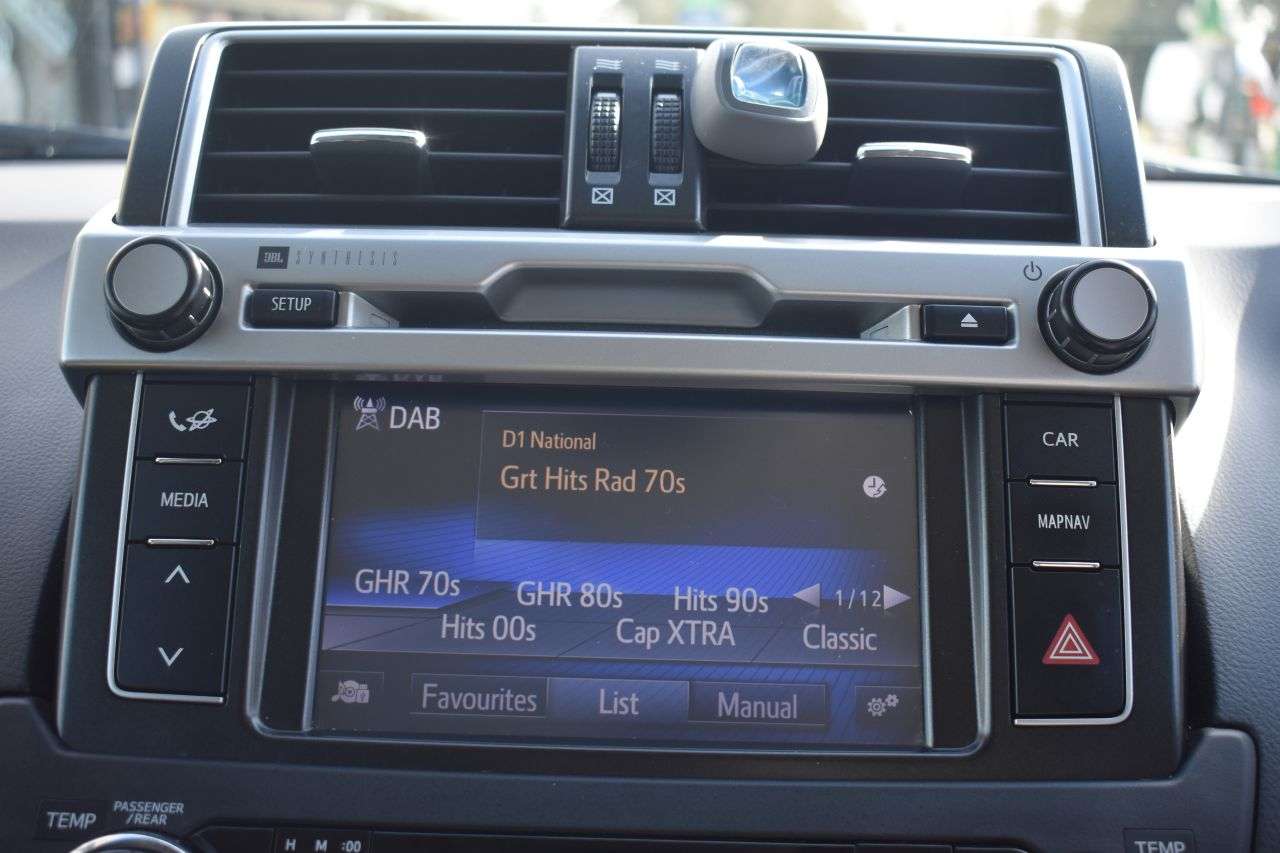 JBL SYNTHESIS
SETUP
DAB
D1 National
Grt Hits Rad 70s
MEDIA
CAR
MAPNAV
GHR 70s GHR 80s Hits 90s 1/12
Hits 00s Cap XTRA Classic
Favourites List Manual
TEMP PASSENGER
/REAR
H M :00
TEMP